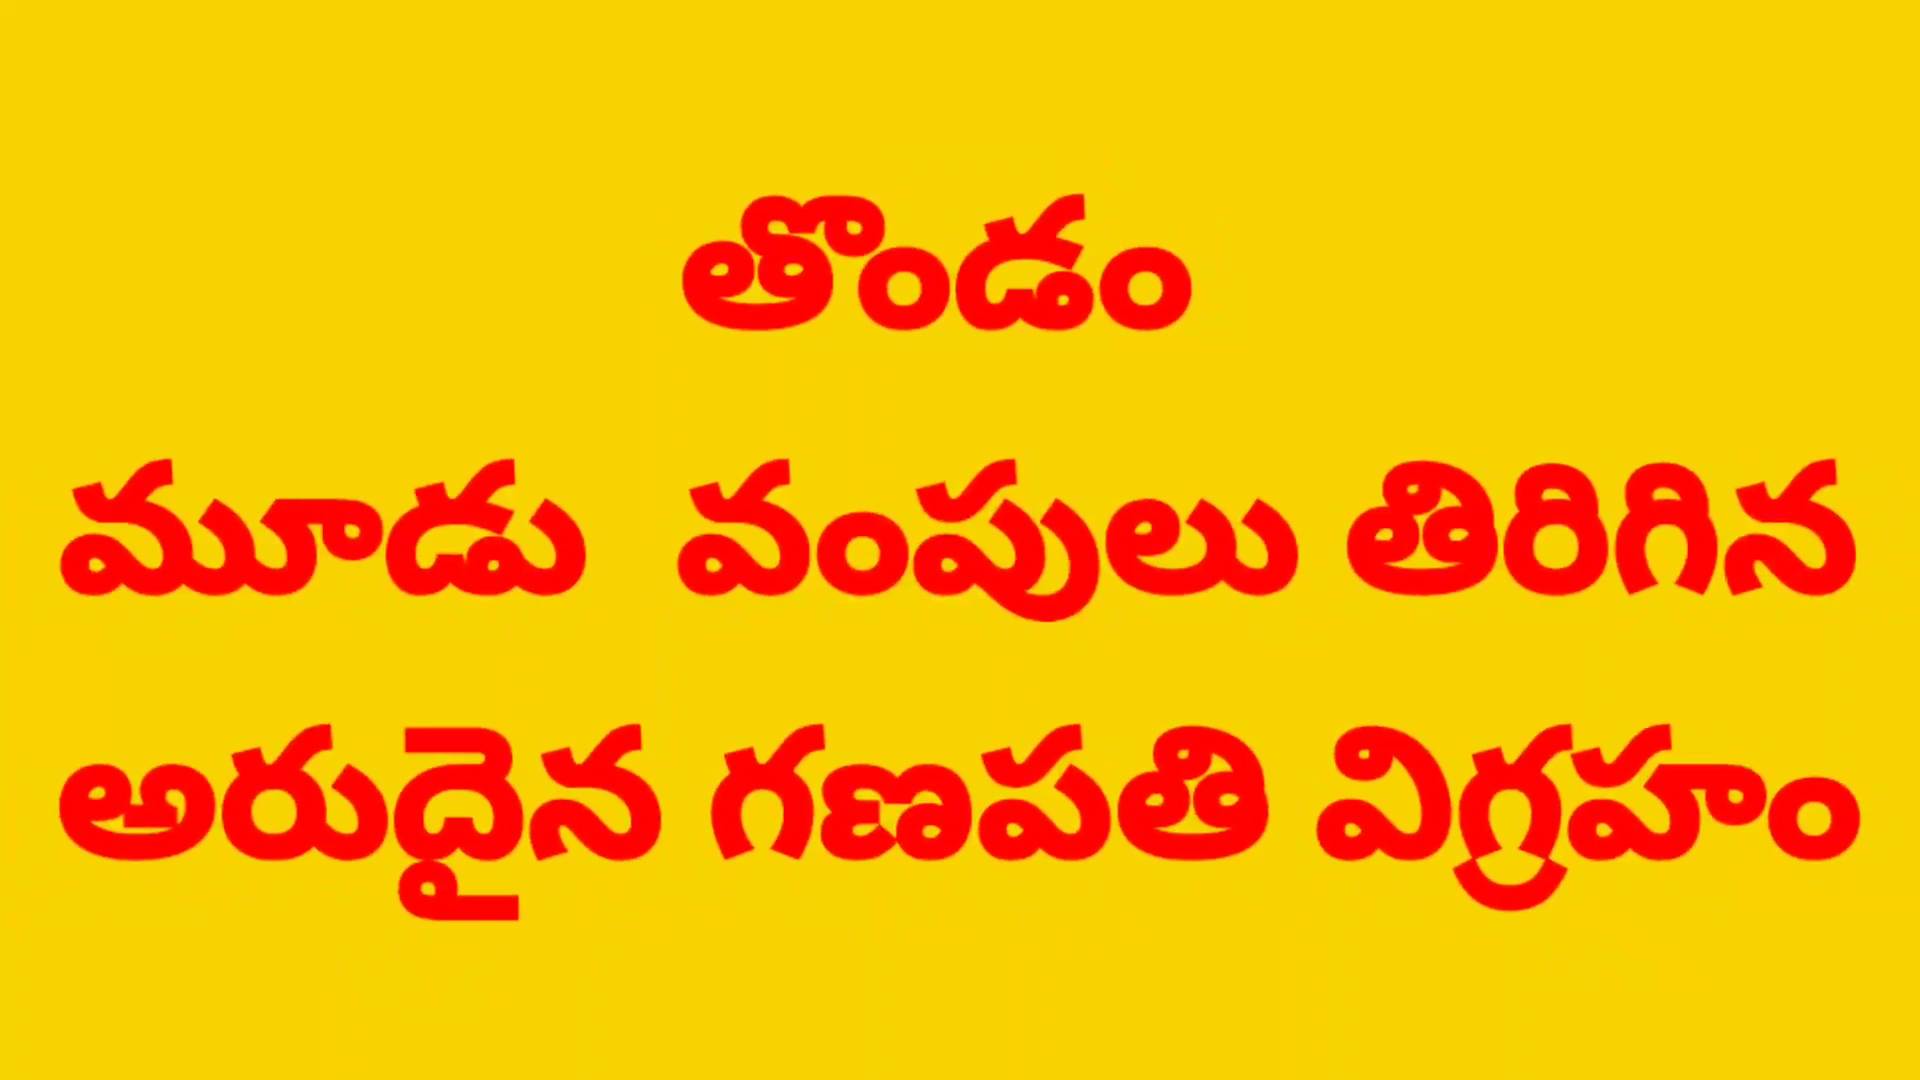 తొండం
మూడు వంపులు తిరిగిన
అరుదైన గణపతి విగ్రహం